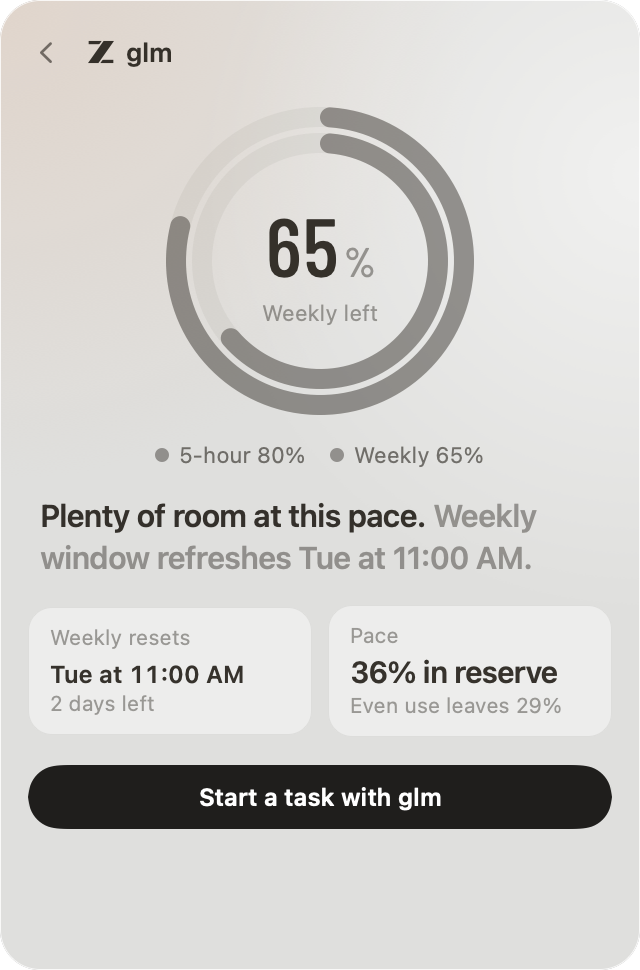 glm
65%
Weekly left
5-hour 80% Weekly 65%
Plenty of room at this pace. Weekly
window refreshes Tue at 11:00 AM.
Weekly resets
Tue at 11:00 AM
2 days left
Pace
36% in reserve
Even use leaves 29%
Start a task with glm